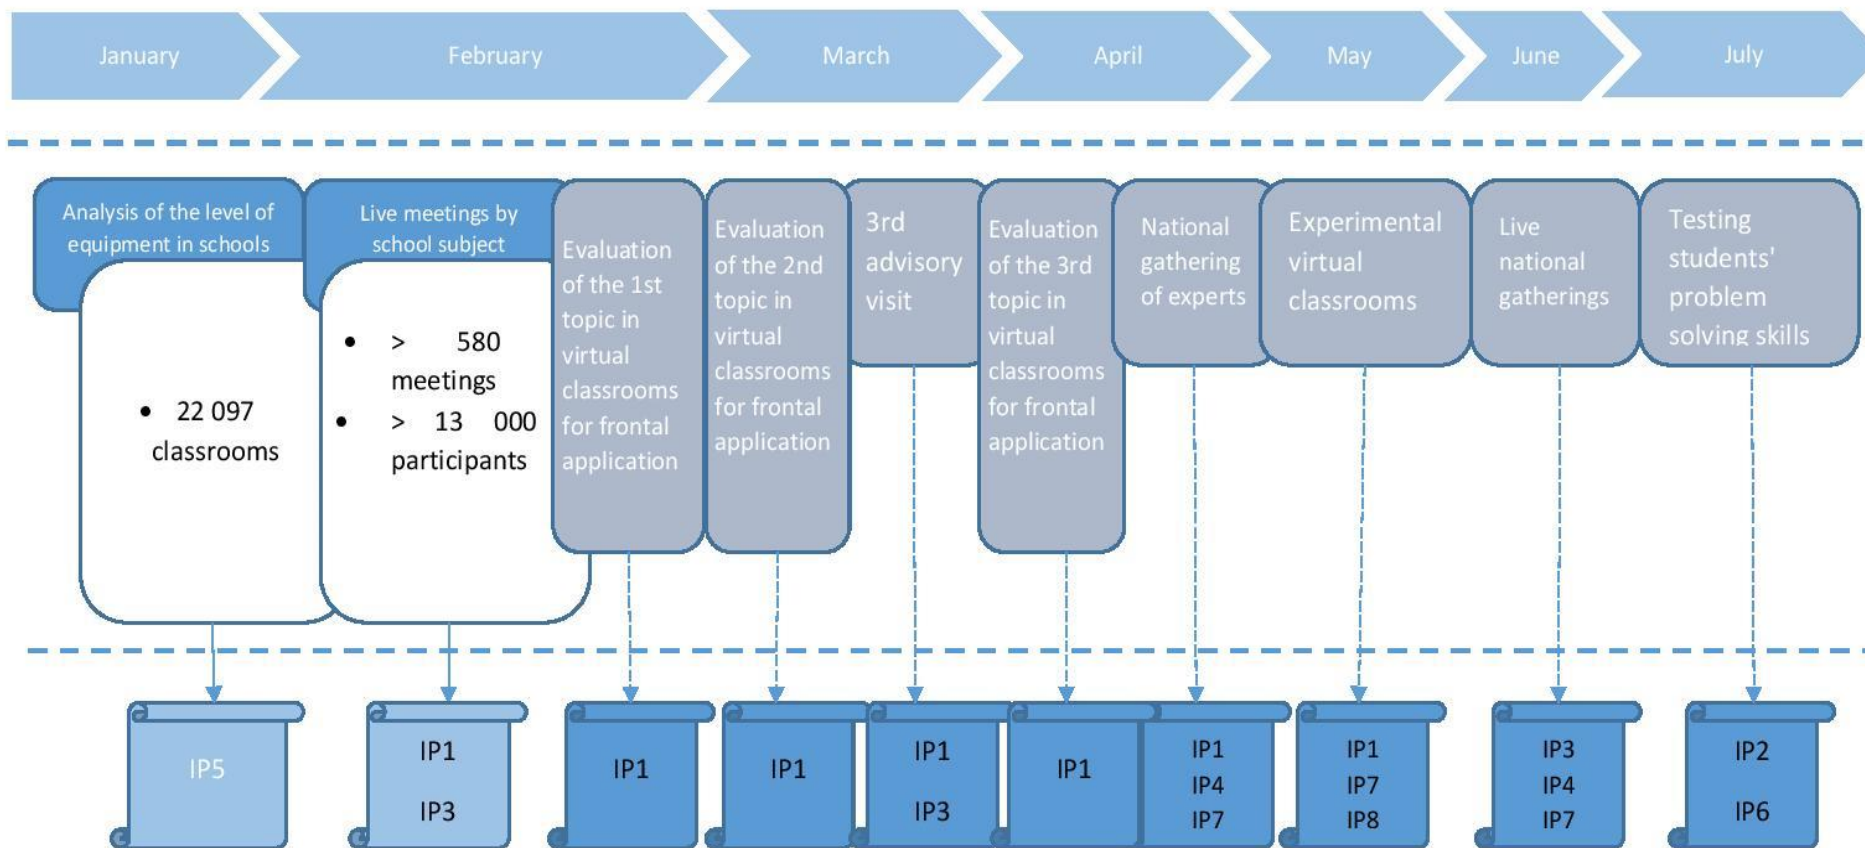 January
February
March
April
May
June
July
Analysis of the level of
equipment in schools
• 22 097
classrooms
Live meetings by
school subject
• > 580
meetings
• > 13 000
participants
Evaluation
of the 1st
topic in
virtual
classrooms
for frontal
application
Evaluation
of the 2nd
topic in
virtual
classrooms
for frontal
application
3rd
advisory
visit
Evaluation
of the 3rd
topic in
virtual
classrooms
for frontal
application
National
gathering
of experts
Experimental
virtual
classrooms
Live
national
gatherings
Testing
students'
problem
solving skills
IP5
IP1
IP3
IP1
IP1
IP1
IP3
IP1
IP1
IP4
IP7
IP1
IP7
IP8
IP3
IP4
IP7
IP2
IP6